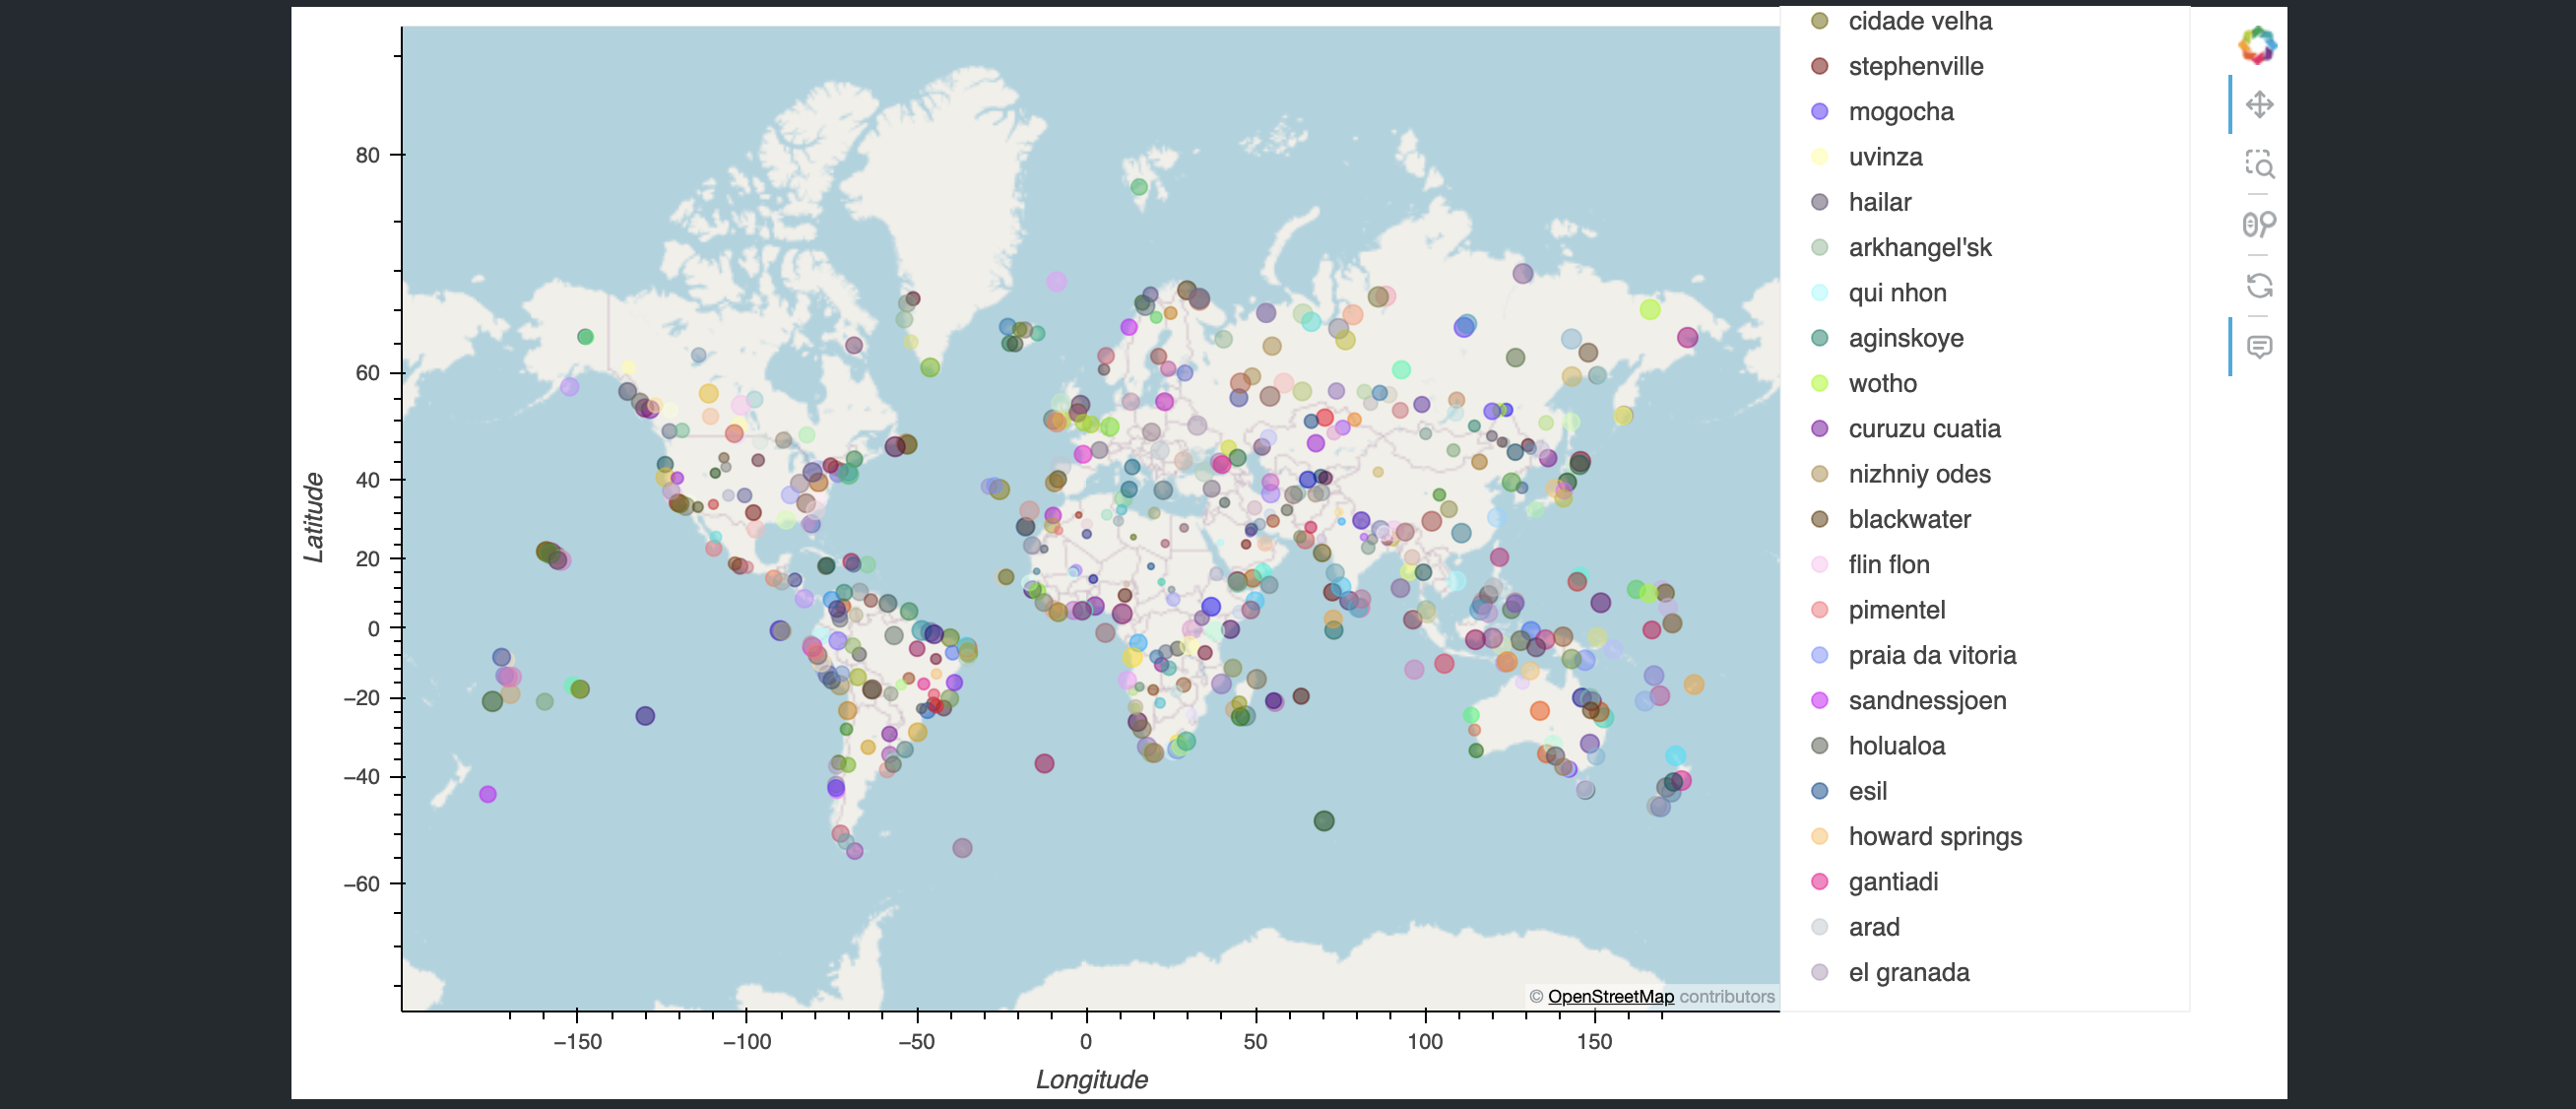 cidade velha
stephenville
mogocha
uvinza
hailar
arkhangel'sk
qui nhon
aginskoye
wotho
curuzu cuatia
nizhniy odes
blackwater
flin flon
pimentel
praia da vitoria
sandnessjoen
holualoa
esil
howard springs
gantiadi
arad
el granada
80
60
40
20
0
−20
−40
−60
Latitude
© OpenStreetMap contributors
−150
−100
−50
0
50
100
150
Longitude